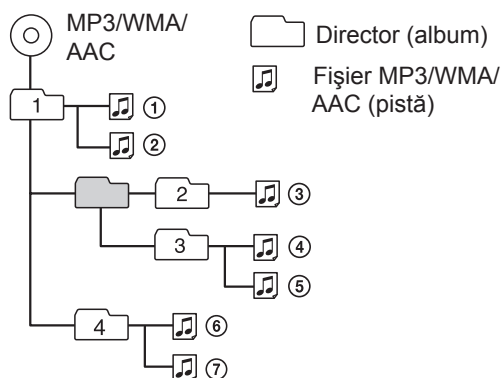 MP3/WMA/
AAC
Director (album)
Fişier MP3/WMA/
AAC (pistă)
1
①
②
2
③
3
④
⑤
4
⑥
⑦